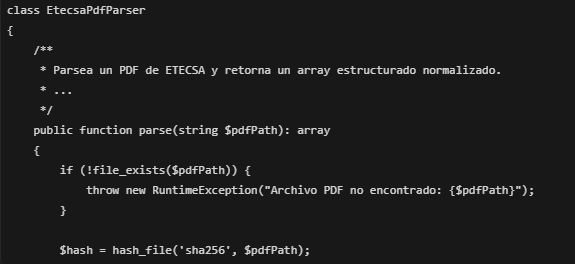 class EtecsaPdfParser
{
    /**
     * Parsea un PDF de ETECSA y retorna un array estructurado normalizado.
     * ...
     */
    public function parse(string $pdfPath): array
    {
        if (!file_exists($pdfPath)) {
            throw new RuntimeException("Archivo PDF no encontrado: {$pdfPath}");
        }

        $hash = hash_file('sha256', $pdfPath);